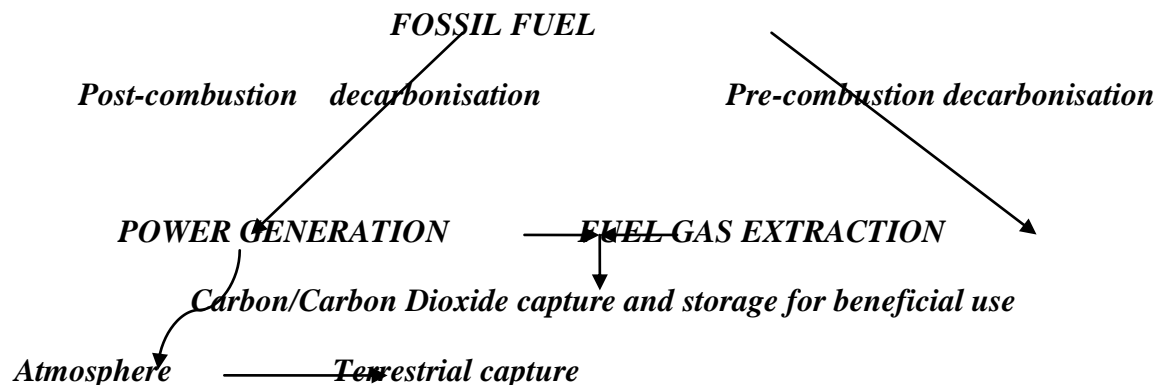 FOSSIL FUEL
Post-combustion decarbonisation Pre-combustion decarbonisation
POWER GENERATION FUEL GAS EXTRACTION
Carbon/Carbon Dioxide capture and storage for beneficial use
Atmosphere Terrestrial capture